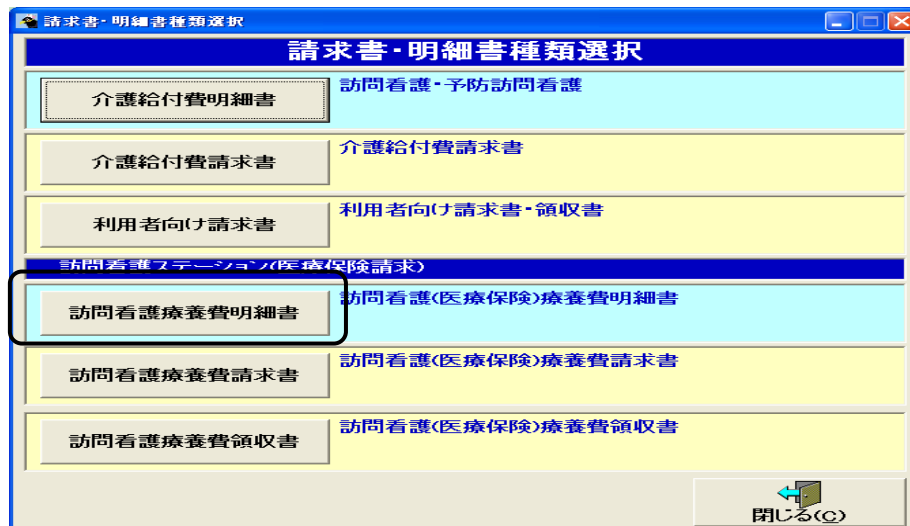 請求書・明細書種類選択
請求書・明細書種類選択
介護給付費明細書
訪問看護・予防訪問看護
介護給付費請求書
介護給付費請求書
利用者向け請求書
利用者向け請求書・領収書
訪問看護ステーション(医療保険請求)
訪問看護療養費明細書
訪問看護(医療保険)療養費明細書
訪問看護療養費請求書
訪問看護(医療保険)療養費請求書
訪問看護療養費領収書
訪問看護(医療保険)療養費領収書
閉じる(C)